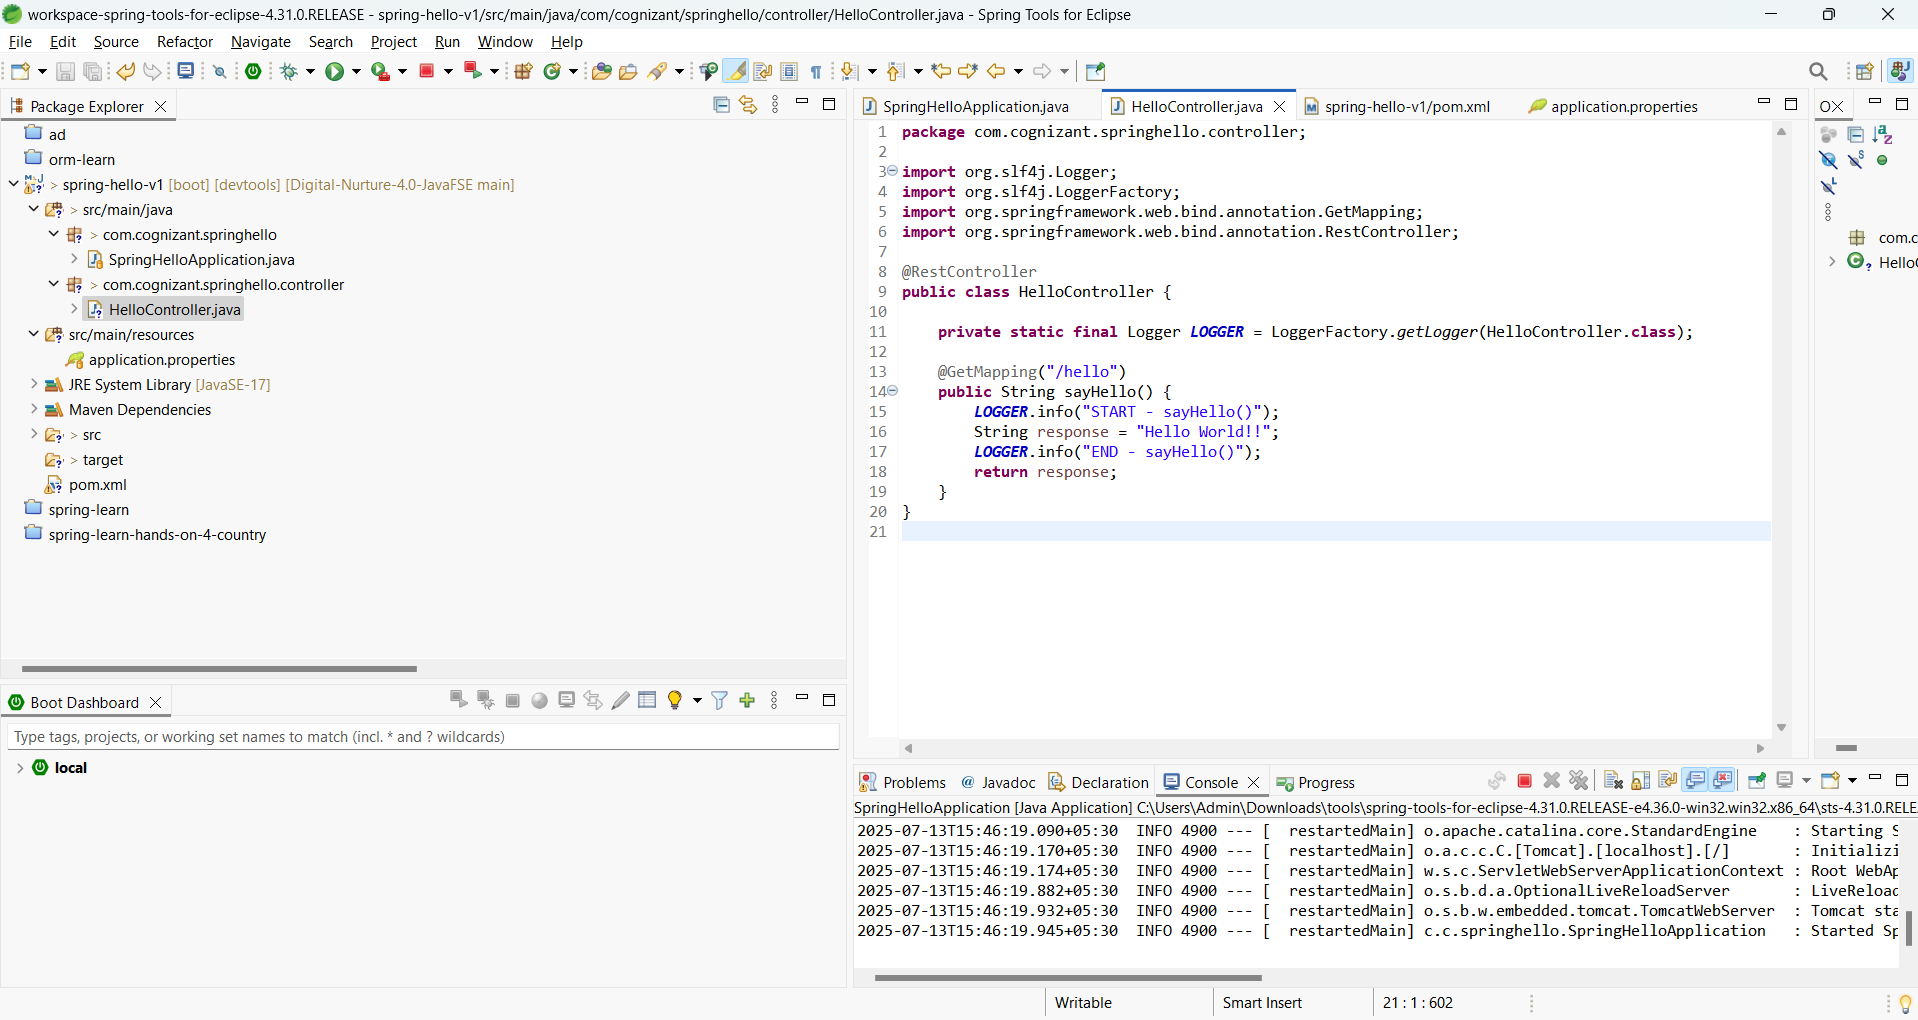 workspace-spring-tools-for-eclipse-4.31.0.RELEASE - spring-hello-v1/src/main/java/com/cognizant/springhello/controller/HelloController.java - Spring Tools for Eclipse
File Edit Source Refactor Navigate Search Project Run Window Help
Package Explorer
ad
orm-learn
> spring-hello-v1 [boot] [devtools] [Digital-Nurture-4.0-JavaFSE main]
> src/main/java
> com.cognizant.springhello
SpringHelloApplication.java
> com.cognizant.springhello.controller
HelloController.java
src/main/resources
application.properties
JRE System Library [JavaSE-17]
Maven Dependencies
> src
> target
pom.xml
spring-learn
spring-learn-hands-on-4-country
Boot Dashboard
Type tags, projects, or working set names to match (incl. * and ? wildcards)
local
SpringHelloApplication.java HelloController.java spring-hello-v1/pom.xml application.properties
1 package com.cognizant.springhello.controller;
2
3 import org.slf4j.Logger;
4 import org.slf4j.LoggerFactory;
5 import org.springframework.web.bind.annotation.GetMapping;
6 import org.springframework.web.bind.annotation.RestController;
7
8 @RestController
9 public class HelloController {
10
11     private static final Logger LOGGER = LoggerFactory.getLogger(HelloController.class);
12
13     @GetMapping("/hello")
14     public String sayHello() {
15         LOGGER.info("START - sayHello()");
16         String response = "Hello World!!";
17         LOGGER.info("END - sayHello()");
18         return response;
19     }
20 }
21
O
com.c
Hello
Problems Javadoc Declaration Console Progress
SpringHelloApplication [Java Application] C:\Users\Admin\Downloads\tools\spring-tools-for-eclipse-4.31.0.RELEASE-e4.36.0-win32.win32.x86_64\sts-4.31.0.RELE
2025-07-13T15:46:19.090+05:30  INFO 4900 --- [  restartedMain] o.apache.catalina.core.StandardEngine    : Starting S
2025-07-13T15:46:19.170+05:30  INFO 4900 --- [  restartedMain] o.a.c.c.C.[Tomcat].[localhost].[/]       : Initializi
2025-07-13T15:46:19.174+05:30  INFO 4900 --- [  restartedMain] w.s.c.ServletWebServerApplicationContext : Root WebAp
2025-07-13T15:46:19.882+05:30  INFO 4900 --- [  restartedMain] o.s.b.d.a.OptionalLiveReloadServer       : LiveReload
2025-07-13T15:46:19.932+05:30  INFO 4900 --- [  restartedMain] o.s.b.w.embedded.tomcat.TomcatWebServer  : Tomcat sta
2025-07-13T15:46:19.945+05:30  INFO 4900 --- [  restartedMain] c.c.springhello.SpringHelloApplication   : Started Sp
Writable Smart Insert 21 : 1 : 602